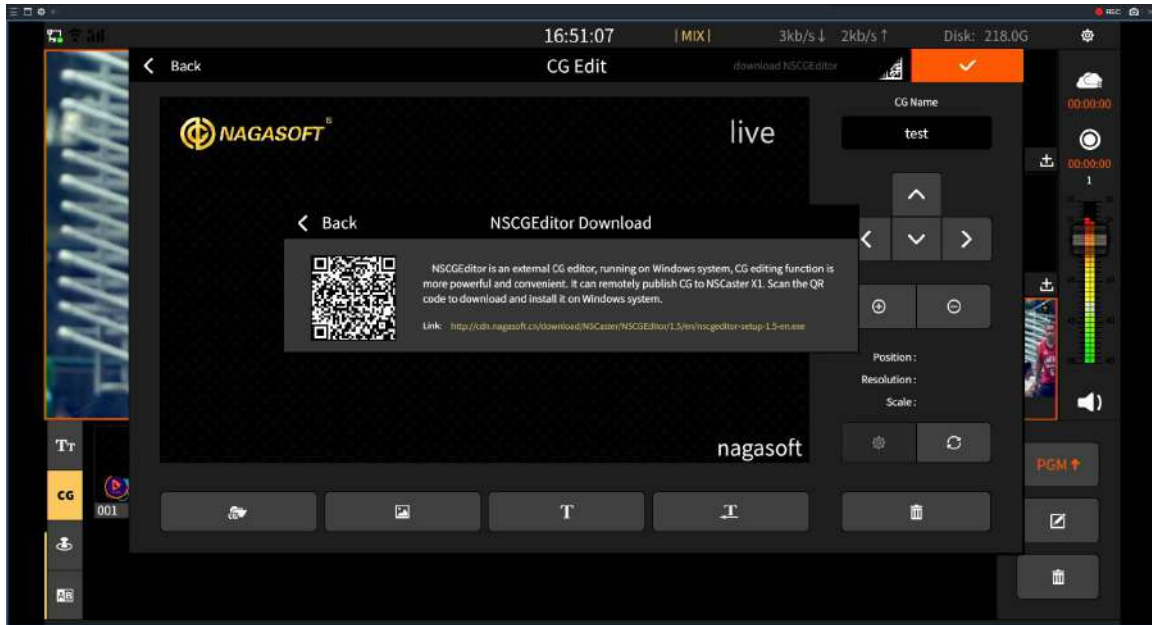 REC
16:51:07 |MIX| 3kb/s↓ 2kb/s↑ Disk: 218.0G
Back CG Edit download NSCGEditor
CG Name
00:00:00
NAGASOFT®
live
test
00:00:00
1
Back NSCGEditor Download
NSCGEditor is an external CG editor, running on Windows system, CG editing function is
more powerful and convenient. It can remotely publish CG to NSCaster X1. Scan the QR
code to download and install it on Windows system.
Link: http://cdn.nagasoft.cn/download/NSCaster/NSCGEditor/1.5/en/nscgeditor-setup-1.5-en.exe
Position :
Resolution :
Scale :
nagasoft
TT
PGM
CG
001
T
T
AB